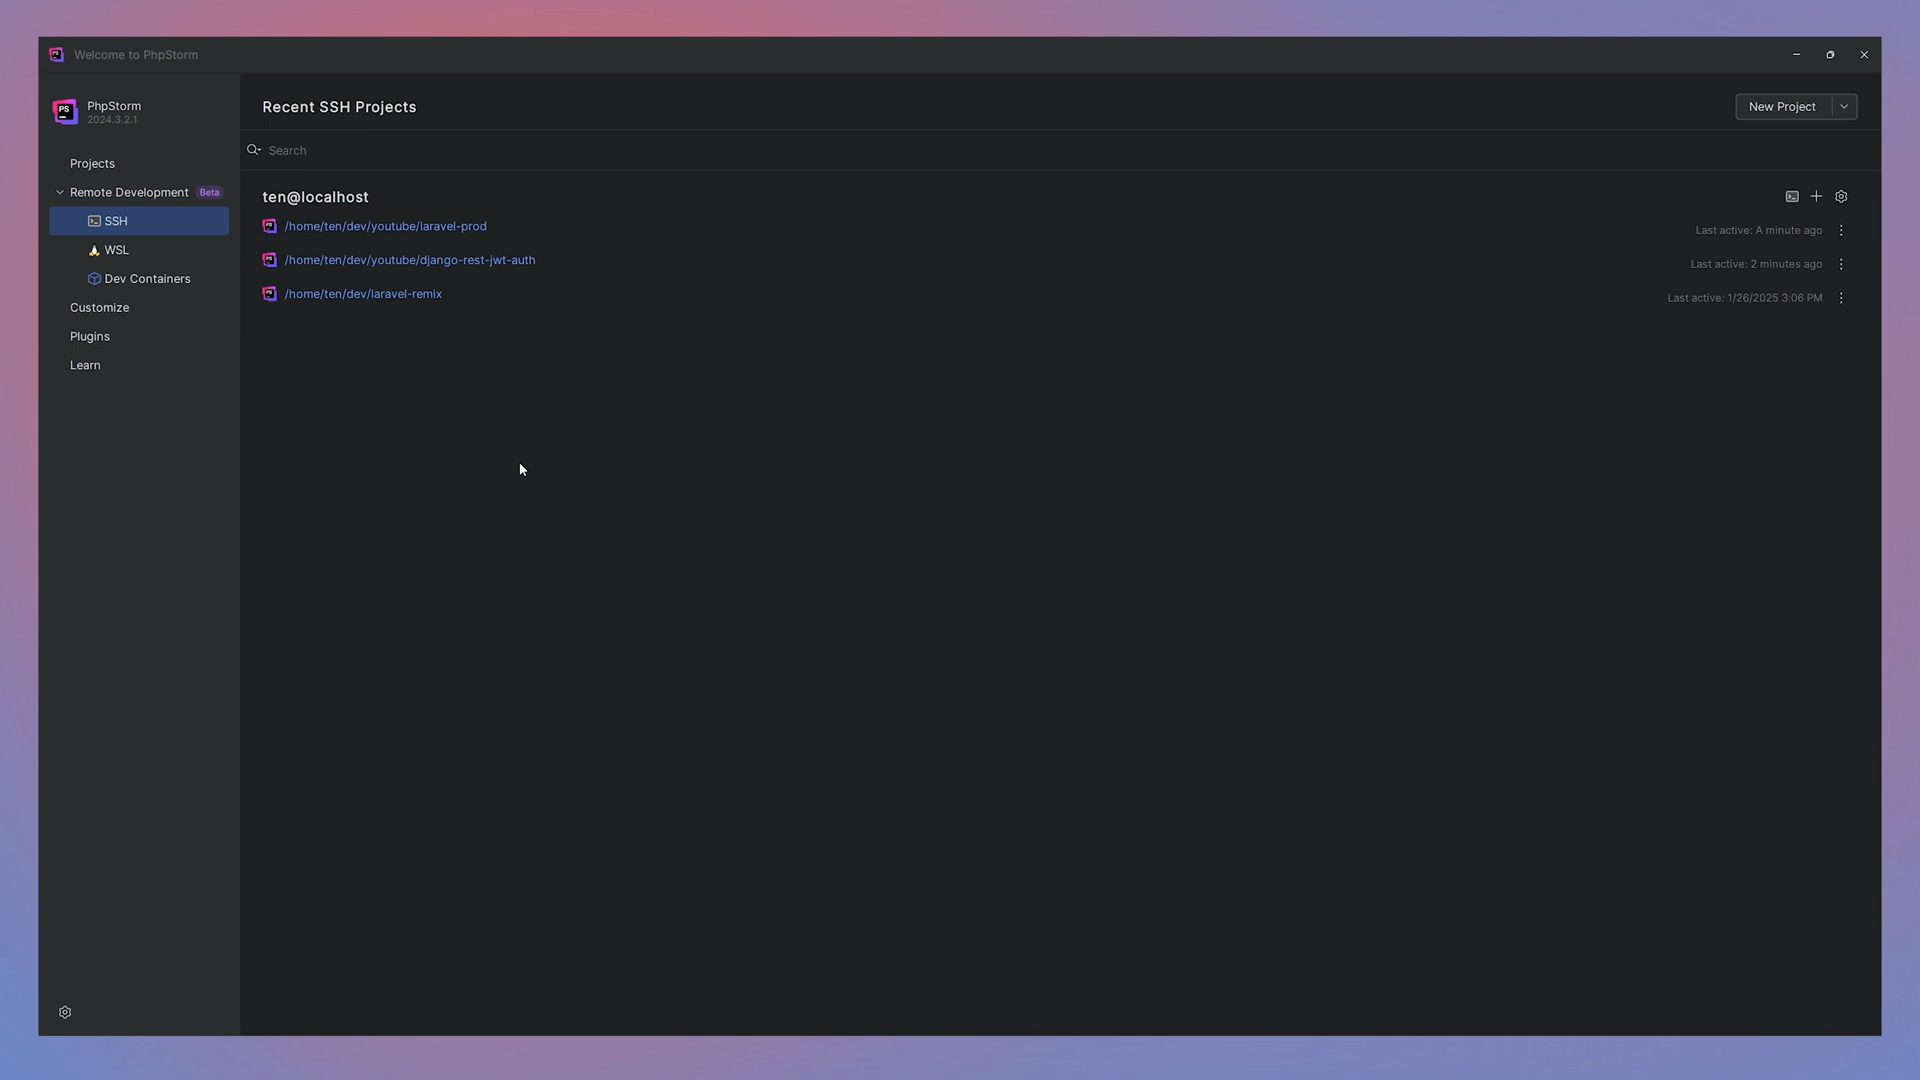 Welcome to PhpStorm
PS
PhpStorm
2024.3.2.1
Projects
Remote Development Beta
SSH
WSL
Dev Containers
Customize
Plugins
Learn
Recent SSH Projects
New Project
Search
ten@localhost
/home/ten/dev/youtube/laravel-prod
Last active: A minute ago
/home/ten/dev/youtube/django-rest-jwt-auth
Last active: 2 minutes ago
/home/ten/dev/laravel-remix
Last active: 1/26/2025 3:06 PM